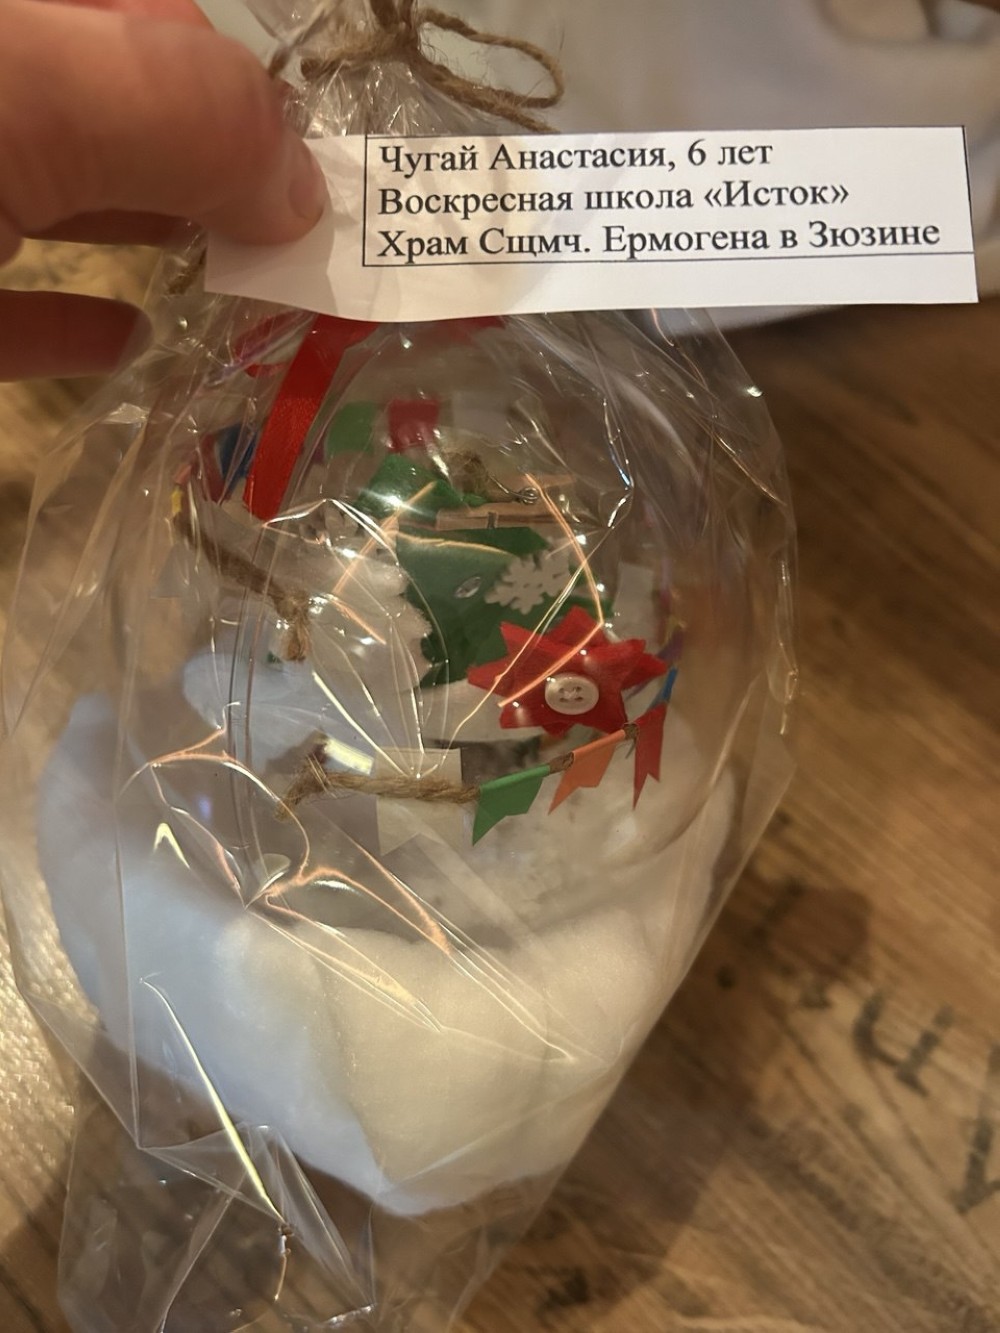 Чугай Анастасия, 6 лет
Воскресная школа «Исток»
Храм Сщмч. Ермогена в Зюзине